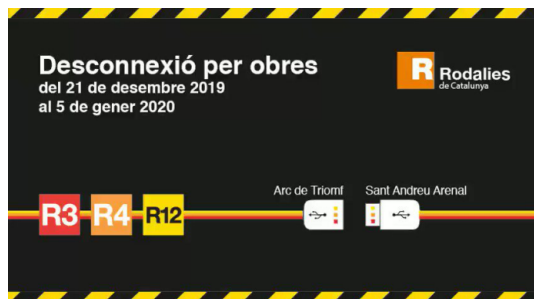 Desconnexió per obres
del 21 de desembre 2019
al 5 de gener 2020
R Rodalies
de Catalunya
Arc de Triomf Sant Andreu Arenal
R3 R4 R12